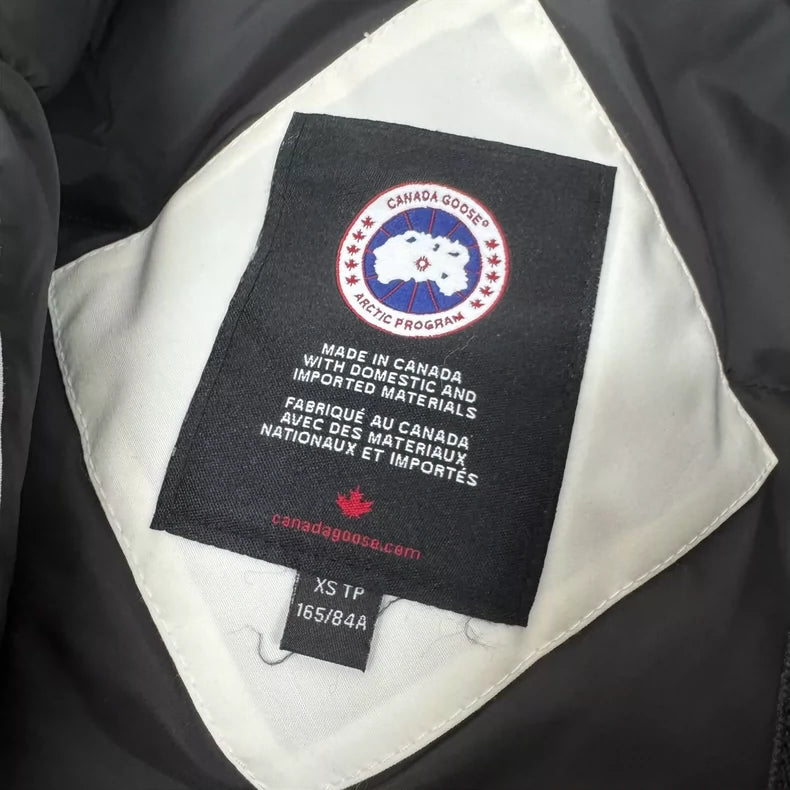 CANADA GOOSE®
ARCTIC PROGRAM
MADE IN CANADA
WITH DOMESTIC AND
IMPORTED MATERIALS
FABRIQUÉ AU CANADA
AVEC DES MATERIAUX
NATIONAUX ET IMPORTÉS
canadagoose.com
XS TP
165/84A